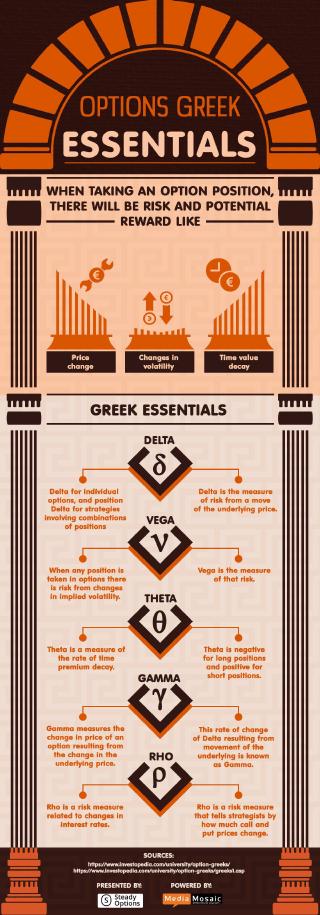 OPTIONS GREEK
ESSENTIALS
WHEN TAKING AN OPTION POSITION,
THERE WILL BE RISK AND POTENTIAL
REWARD LIKE
Price
change
Changes in
volatility
Time value
decay
GREEK ESSENTIALS
DELTA
δ
Delta for individual
options, and position
Delta for strategies
involving combinations
of positions
Delta is the measure
of risk from a move
of the underlying price.
VEGA
ν
When any position is
taken in options there
is risk from changes
in implied volatility.
Vega is the measure
of that risk.
THETA
θ
Theta is a measure of
the rate of time
premium decay.
Theta is negative
for long positions
and positive for
short positions.
GAMMA
γ
Gamma measures the
change in price of an
option resulting from
the change in the
underlying price.
This rate of change
of Delta resulting from
movement of the
underlying is known
as Gamma.
RHO
ρ
Rho is a risk measure
related to changes in
interest rates.
Rho is a risk measure
that tells strategists by
how much call and
put prices change.
SOURCES:
https://www.investopedia.com/university/option-greeks/
https://www.investopedia.com/university/option-greeks/greeks1.asp
PRESENTED BY:
Steady
Options
POWERED BY:
Media Mosaic